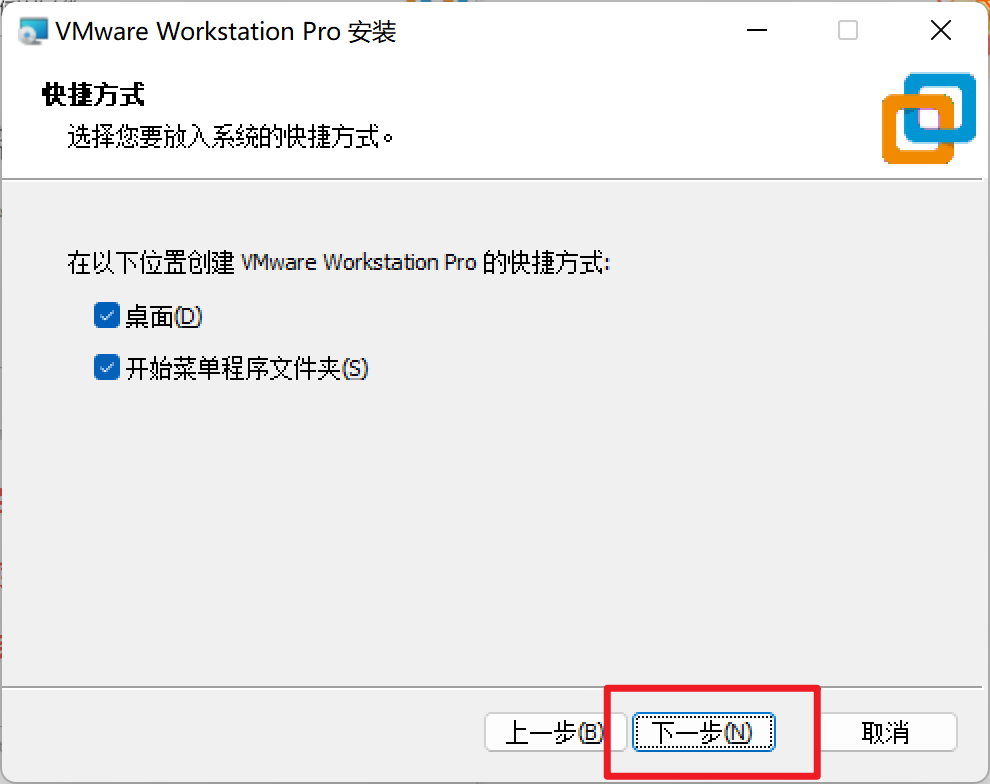 VMware Workstation Pro 安装
快捷方式
选择您要放入系统的快捷方式。
在以下位置创建 VMware Workstation Pro 的快捷方式:
桌面(D)
开始菜单程序文件夹(S)
上一步(B) 下一步(N) 取消